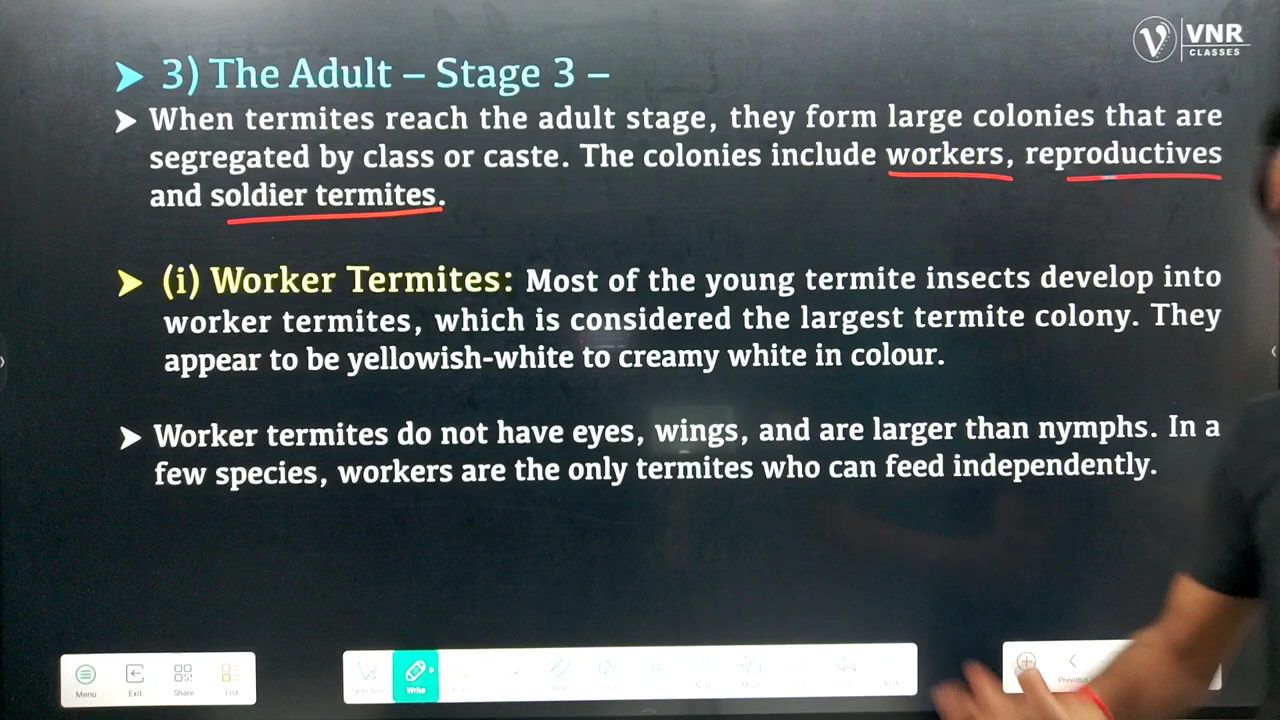 VNR
CLASSES
3) The Adult – Stage 3 –
When termites reach the adult stage, they form large colonies that are
segregated by class or caste. The colonies include workers, reproductives
and soldier termites.
(i) Worker Termites: Most of the young termite insects develop into
worker termites, which is considered the largest termite colony. They
appear to be yellowish-white to creamy white in colour.
Worker termites do not have eyes, wings, and are larger than nymphs. In a
few species, workers are the only termites who can feed independently.
Menu Exit Share List Write